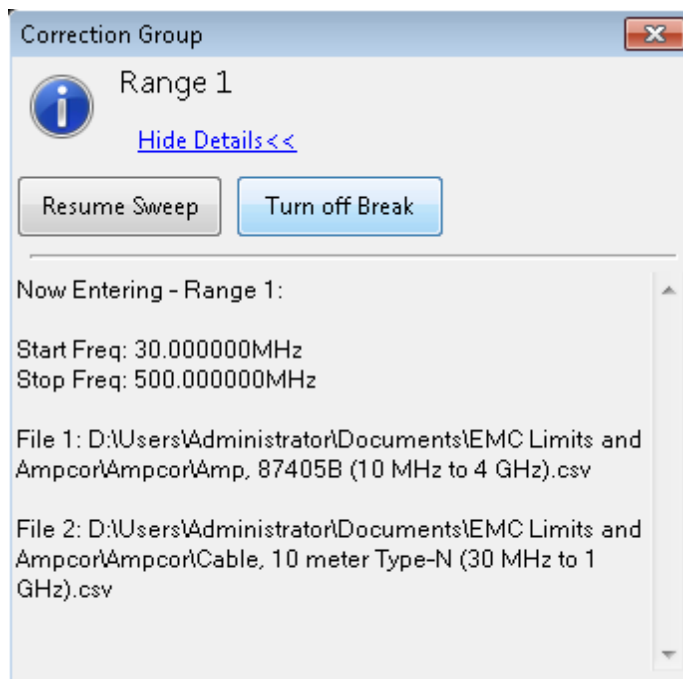 Correction Group
Range 1
Hide Details<<
Resume Sweep
Turn off Break
Now Entering - Range 1:
Start Freq: 30.000000MHz
Stop Freq: 500.000000MHz
File 1: D:\Users\Administrator\Documents\EMC Limits and
Ampcor\Ampcor\Amp, 87405B (10 MHz to 4 GHz).csv
File 2: D:\Users\Administrator\Documents\EMC Limits and
Ampcor\Ampcor\Cable, 10 meter Type-N (30 MHz to 1
GHz).csv